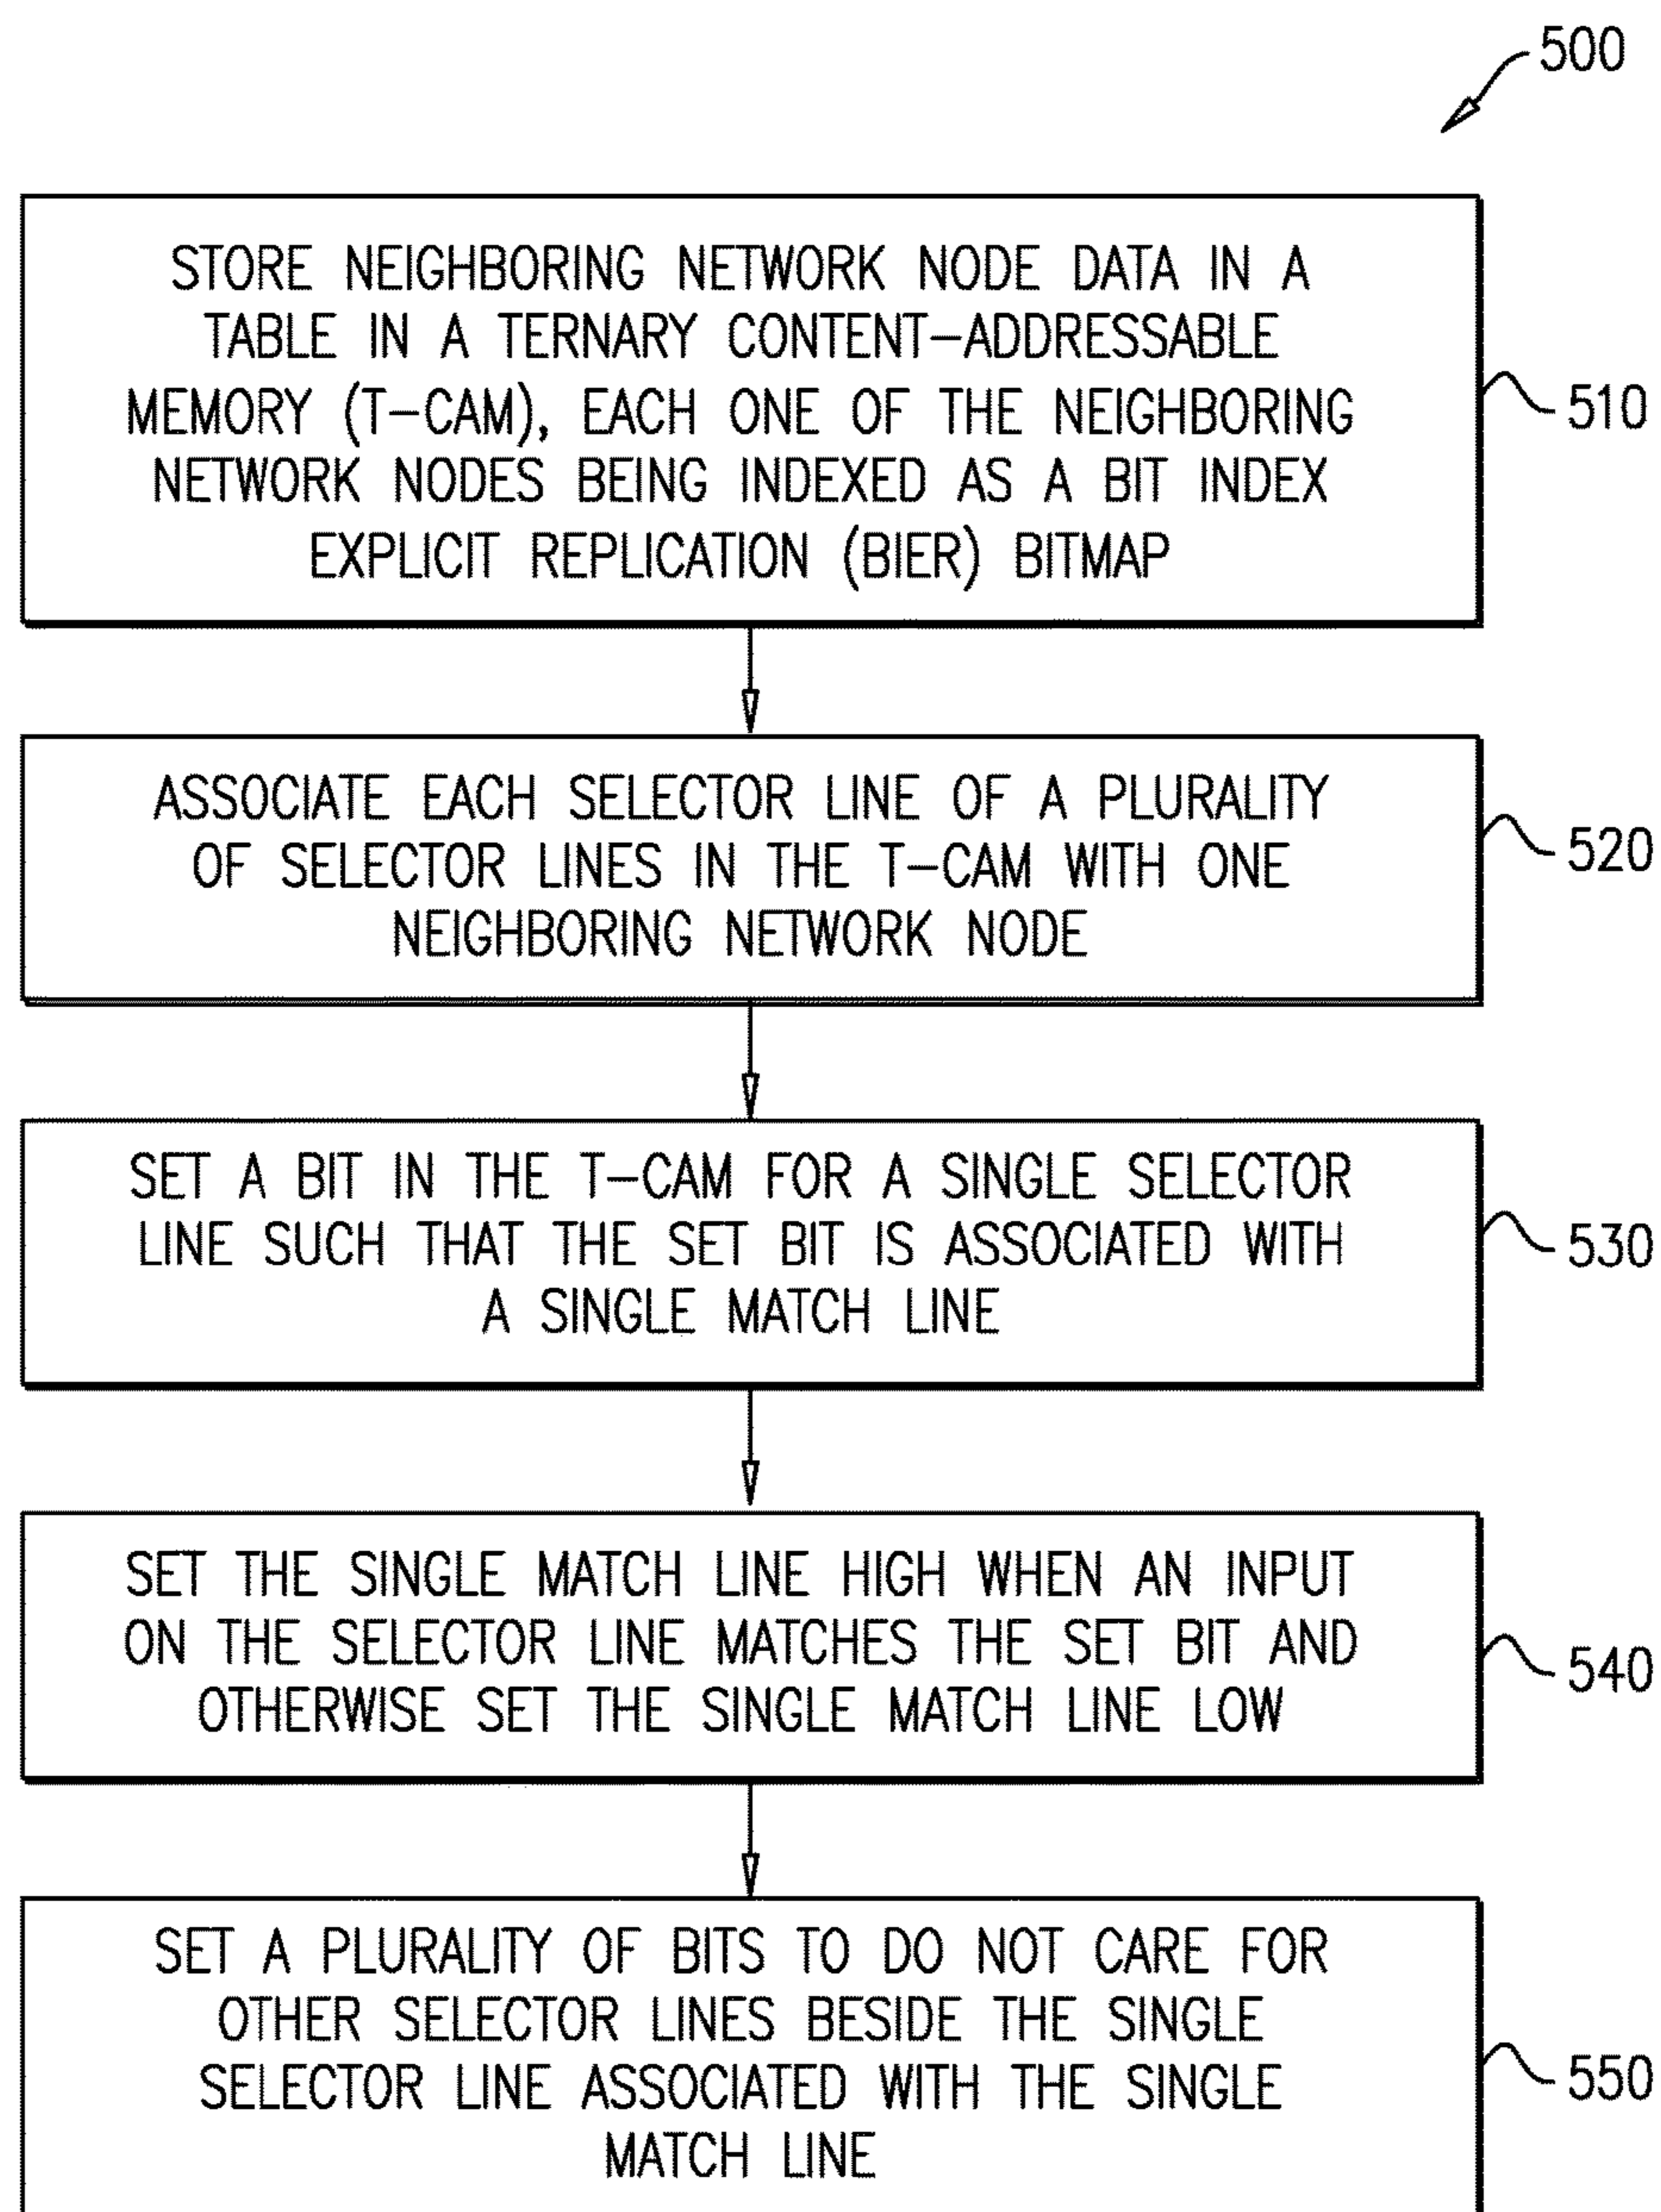 500
STORE NEIGHBORING NETWORK NODE DATA IN A
TABLE IN A TERNARY CONTENT-ADDRESSABLE
MEMORY (T-CAM), EACH ONE OF THE NEIGHBORING
NETWORK NODES BEING INDEXED AS A BIT INDEX
EXPLICIT REPLICATION (BIER) BITMAP
510
ASSOCIATE EACH SELECTOR LINE OF A PLURALITY
OF SELECTOR LINES IN THE T-CAM WITH ONE
NEIGHBORING NETWORK NODE
520
SET A BIT IN THE T-CAM FOR A SINGLE SELECTOR
LINE SUCH THAT THE SET BIT IS ASSOCIATED WITH
A SINGLE MATCH LINE
530
SET THE SINGLE MATCH LINE HIGH WHEN AN INPUT
ON THE SELECTOR LINE MATCHES THE SET BIT AND
OTHERWISE SET THE SINGLE MATCH LINE LOW
540
SET A PLURALITY OF BITS TO DO NOT CARE FOR
OTHER SELECTOR LINES BESIDE THE SINGLE
SELECTOR LINE ASSOCIATED WITH THE SINGLE
MATCH LINE
550